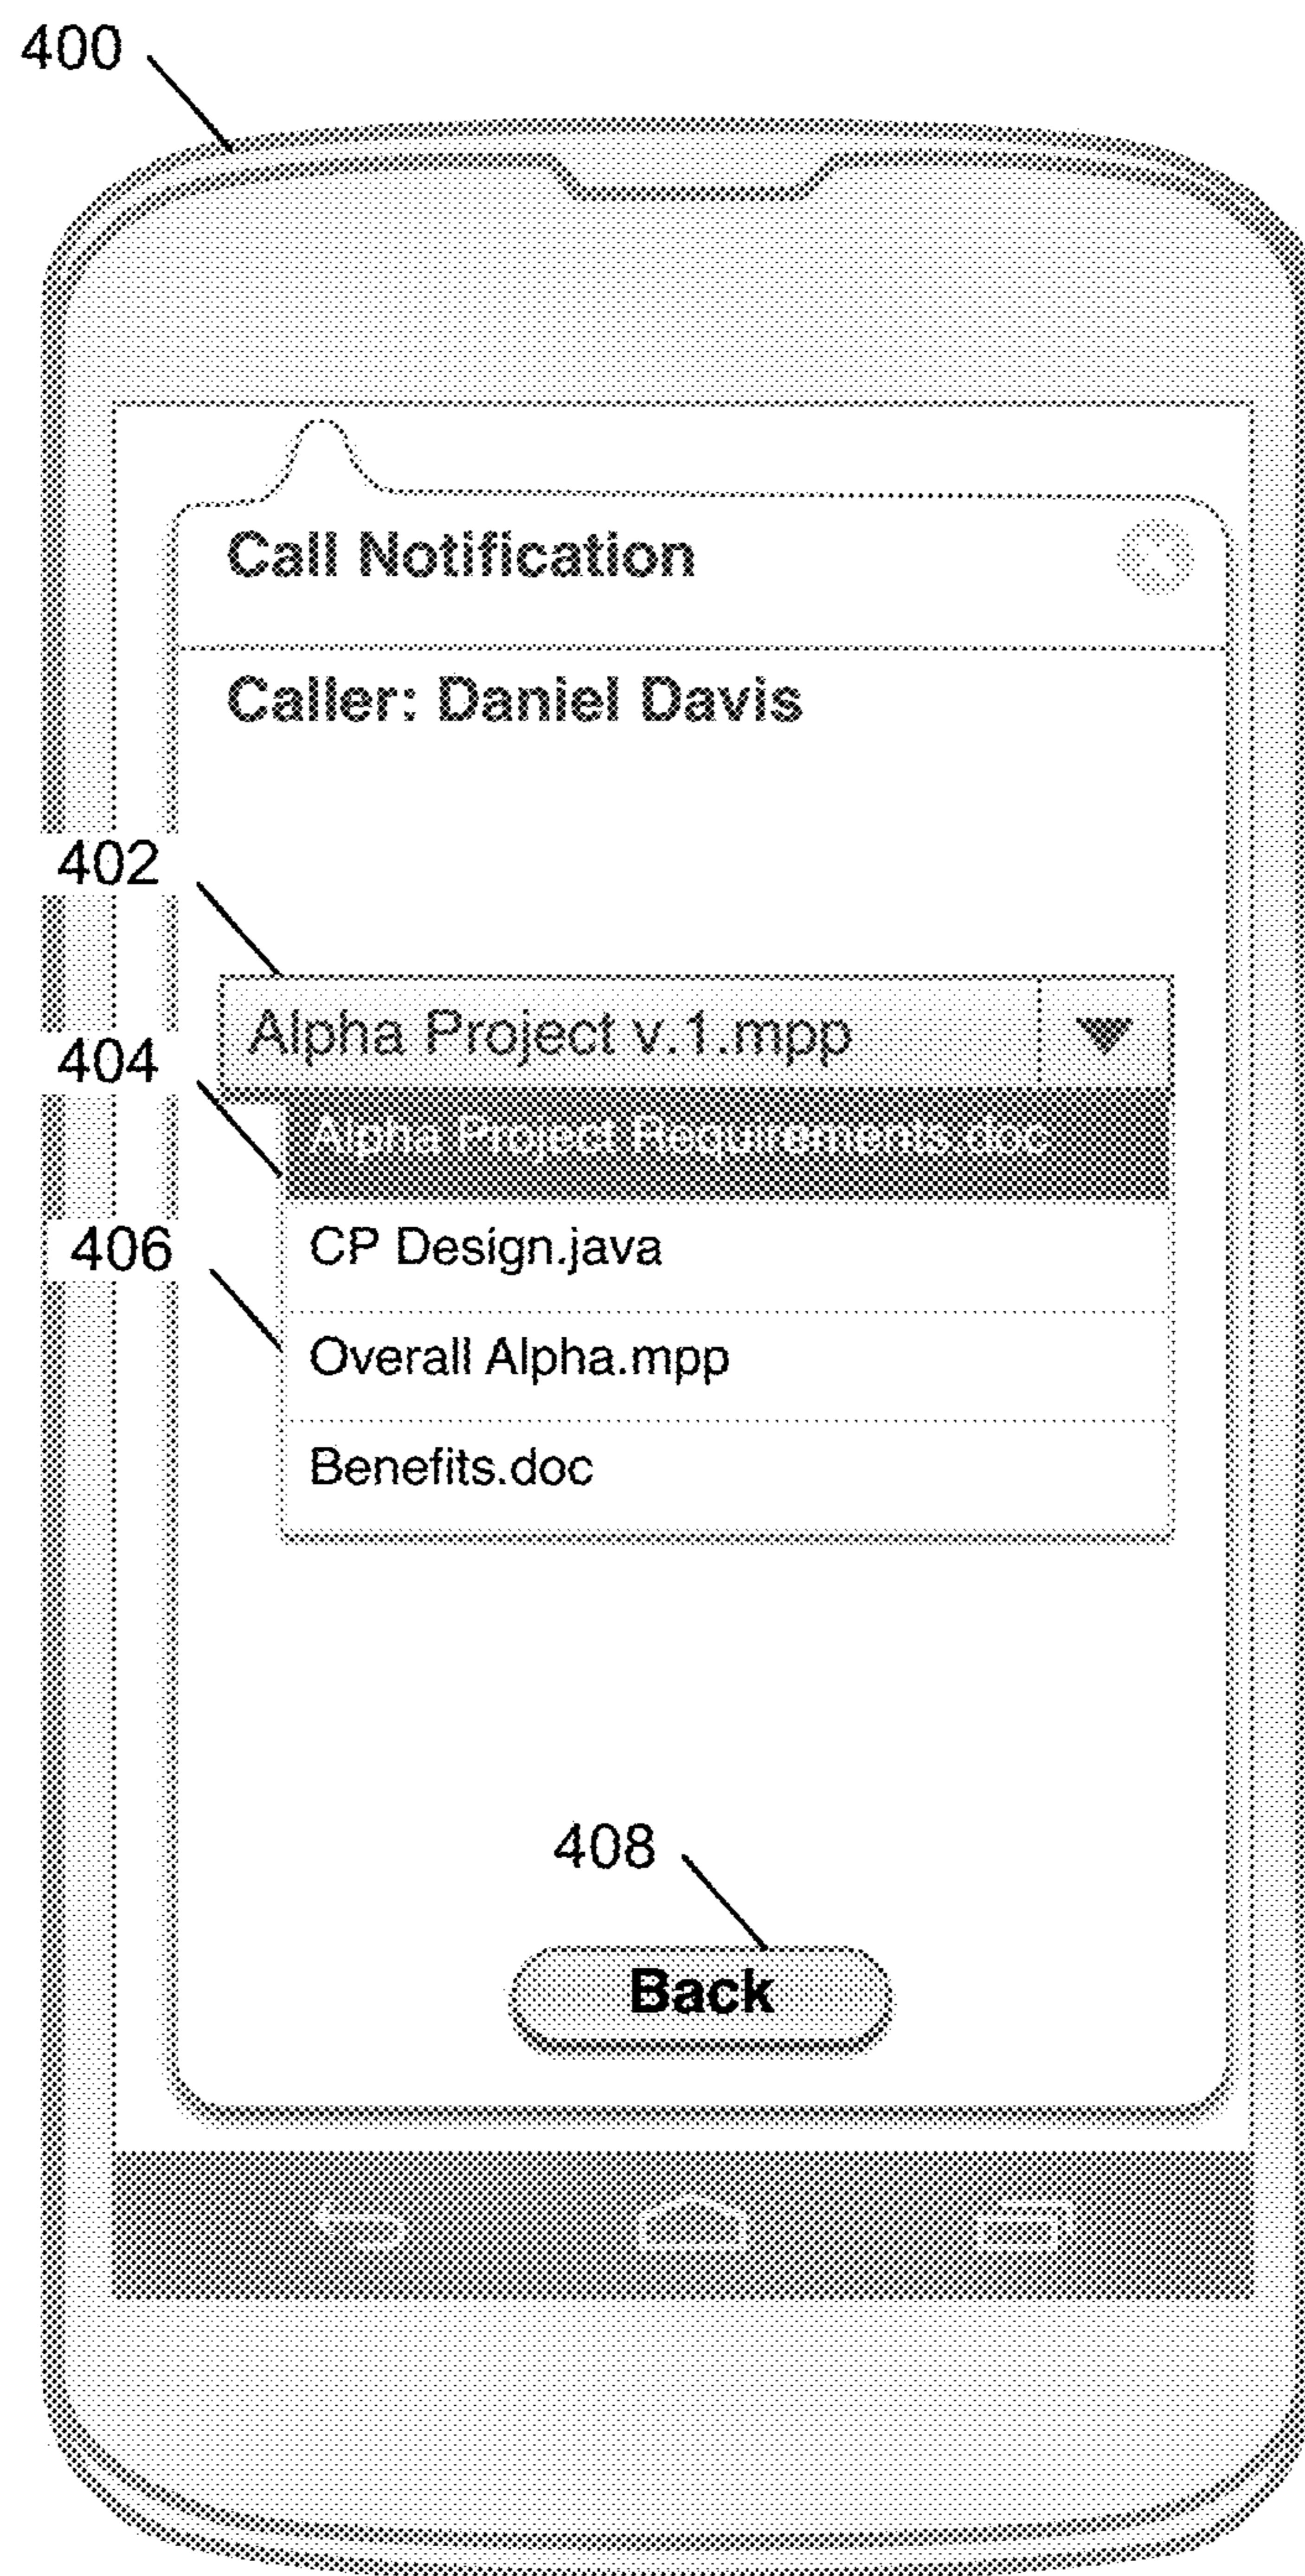 400
Call Notification
Caller: Daniel Davis
402
Alpha Project v.1.mpp
404
Alpha Project Requirements.doc
406
CP Design.java
Overall Alpha.mpp
Benefits.doc
408
Back